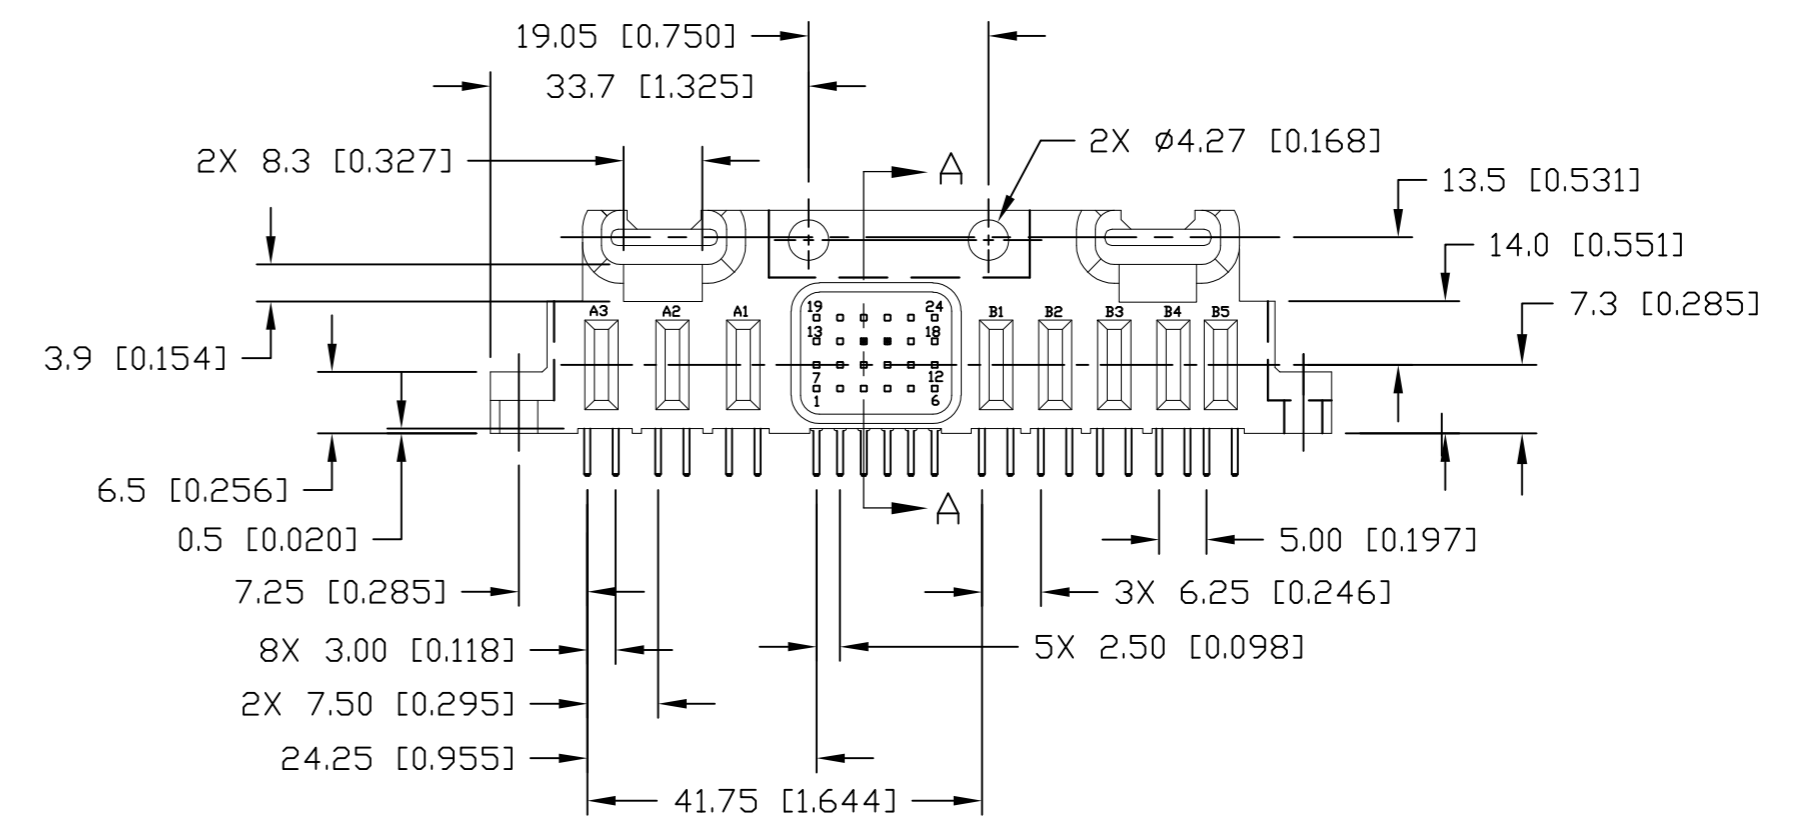 19.05 [0.750]
33.7 [1.325]
2X ø4.27 [0.168]
2X 8.3 [0.327]
A
13.5 [0.531]
14.0 [0.551]
7.3 [0.285]
A3 A2 A1 19 24 B1 B2 B3 B4 B5
13 18
3.9 [0.154]
7 12
1 6
6.5 [0.256]
A
0.5 [0.020]
5.00 [0.197]
7.25 [0.285]
3X 6.25 [0.246]
8X 3.00 [0.118]
5X 2.50 [0.098]
2X 7.50 [0.295]
24.25 [0.955]
41.75 [1.644]